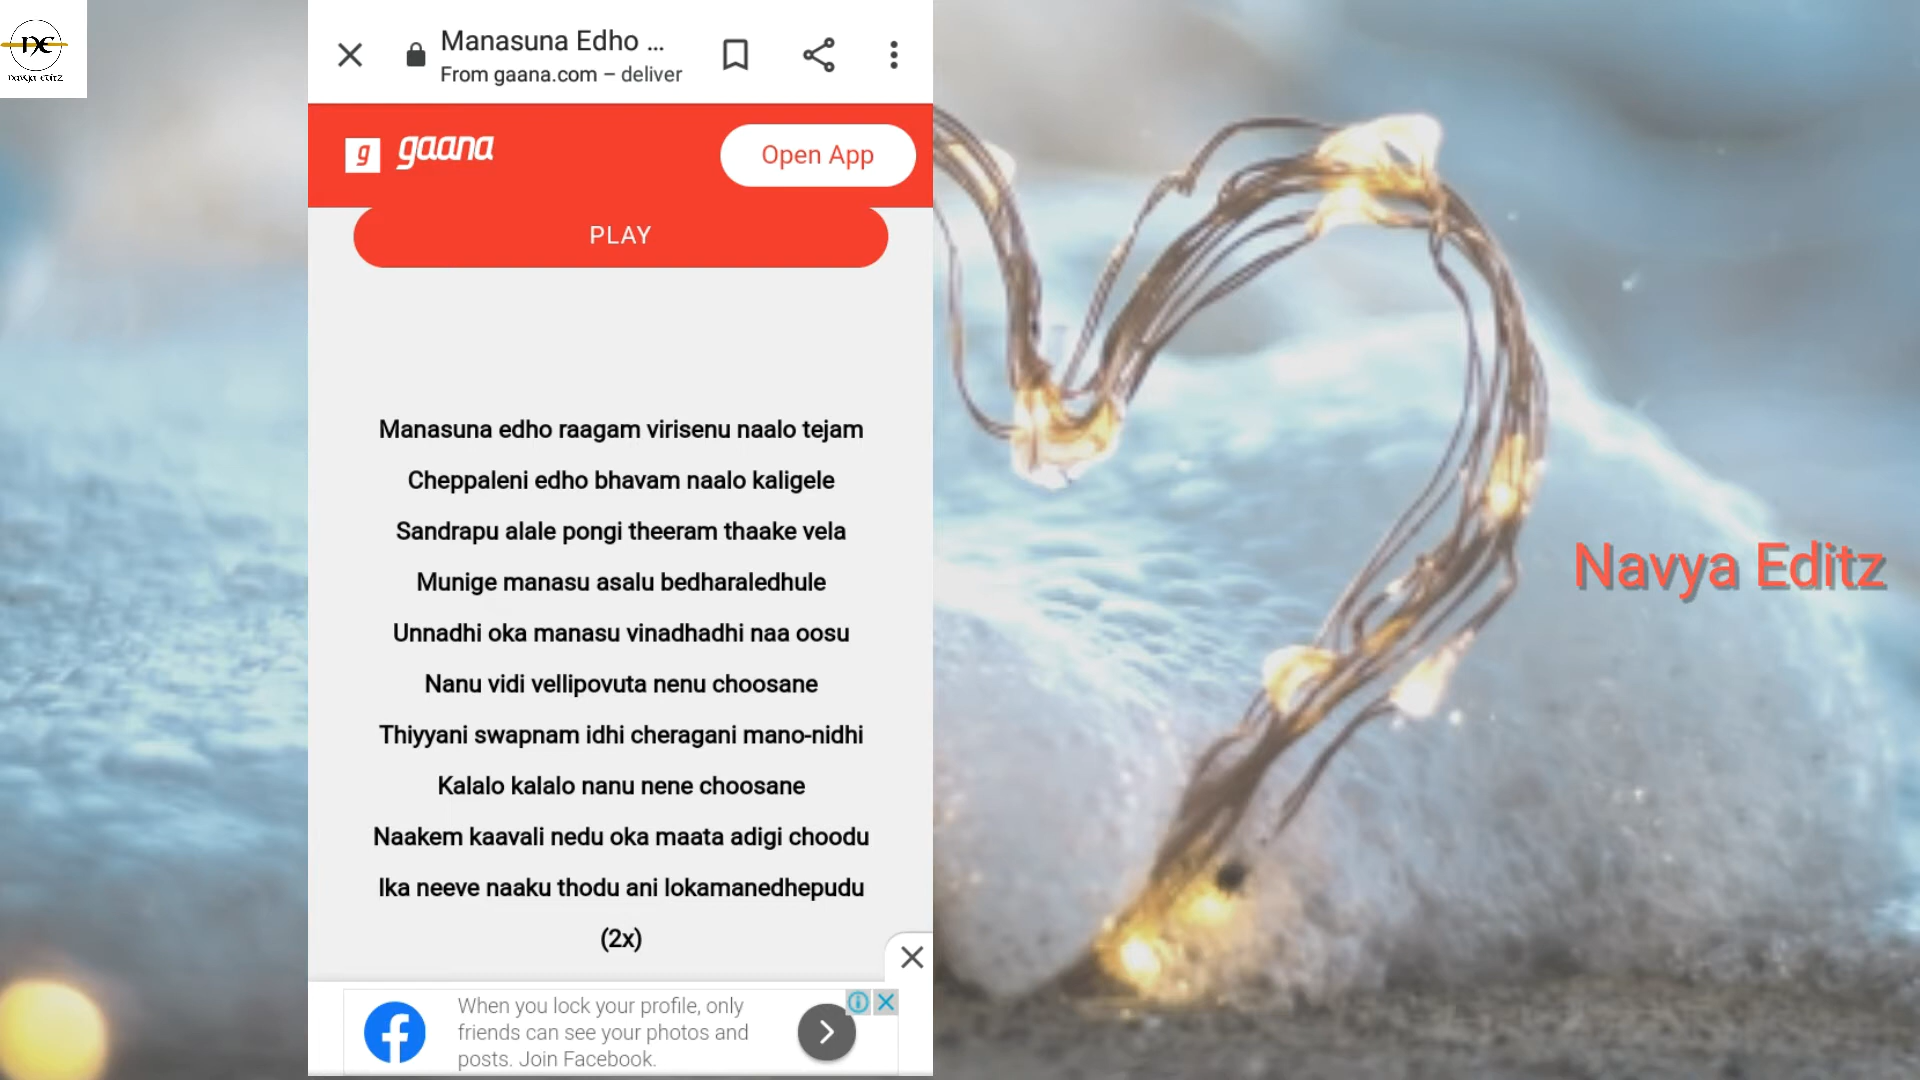 NE
Navya Editz
Manasuna Edho ...
From gaana.com – deliver
g gaana
Open App
PLAY
Manasuna edho raagam virisenu naalo tejam
Cheppaleni edho bhavam naalo kaligele
Sandrapu alale pongi theeram thaake vela
Munige manasu asalu bedharaledhule
Unnadhi oka manasu vinadhadhi naa oosu
Nanu vidi vellipovuta nenu choosane
Thiyyani swapnam idhi cheragani mano-nidhi
Kalalo kalalo nanu nene choosane
Naakem kaavali nedu oka maata adigi choodu
Ika neeve naaku thodu ani lokamanedhepudu
(2x)
When you lock your profile, only
friends can see your photos and
posts. Join Facebook.
Navya Editz